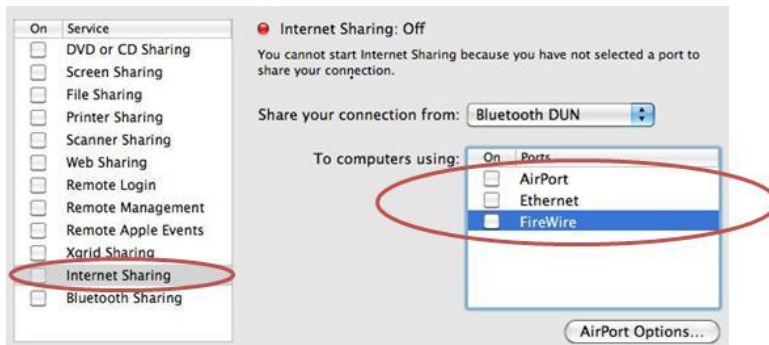 On Service
DVD or CD Sharing
Screen Sharing
File Sharing
Printer Sharing
Scanner Sharing
Web Sharing
Remote Login
Remote Management
Remote Apple Events
Xgrid Sharing
Internet Sharing
Bluetooth Sharing
Internet Sharing: Off
You cannot start Internet Sharing because you have not selected a port to
share your connection.
Share your connection from: Bluetooth DUN
To computers using: On Ports
AirPort
Ethernet
FireWire
AirPort Options...